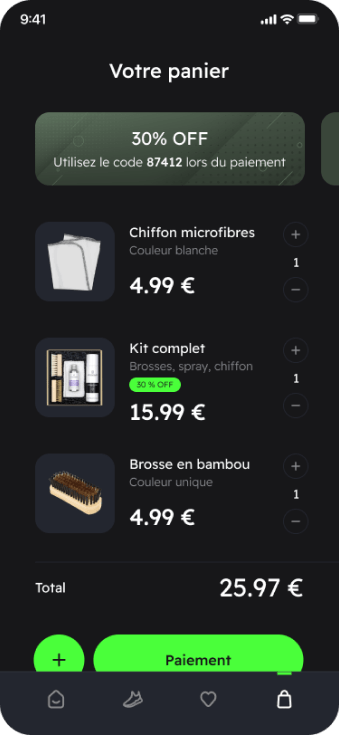 9:41
Votre panier
30% OFF
Utilisez le code 87412 lors du paiement
Chiffon microfibres
Couleur blanche
4.99 €
+
1
−
Kit complet
Brosses, spray, chiffon
30 % OFF
15.99 €
+
1
−
Brosse en bambou
Couleur unique
4.99 €
+
1
−
Total
25.97 €
+
Paiement